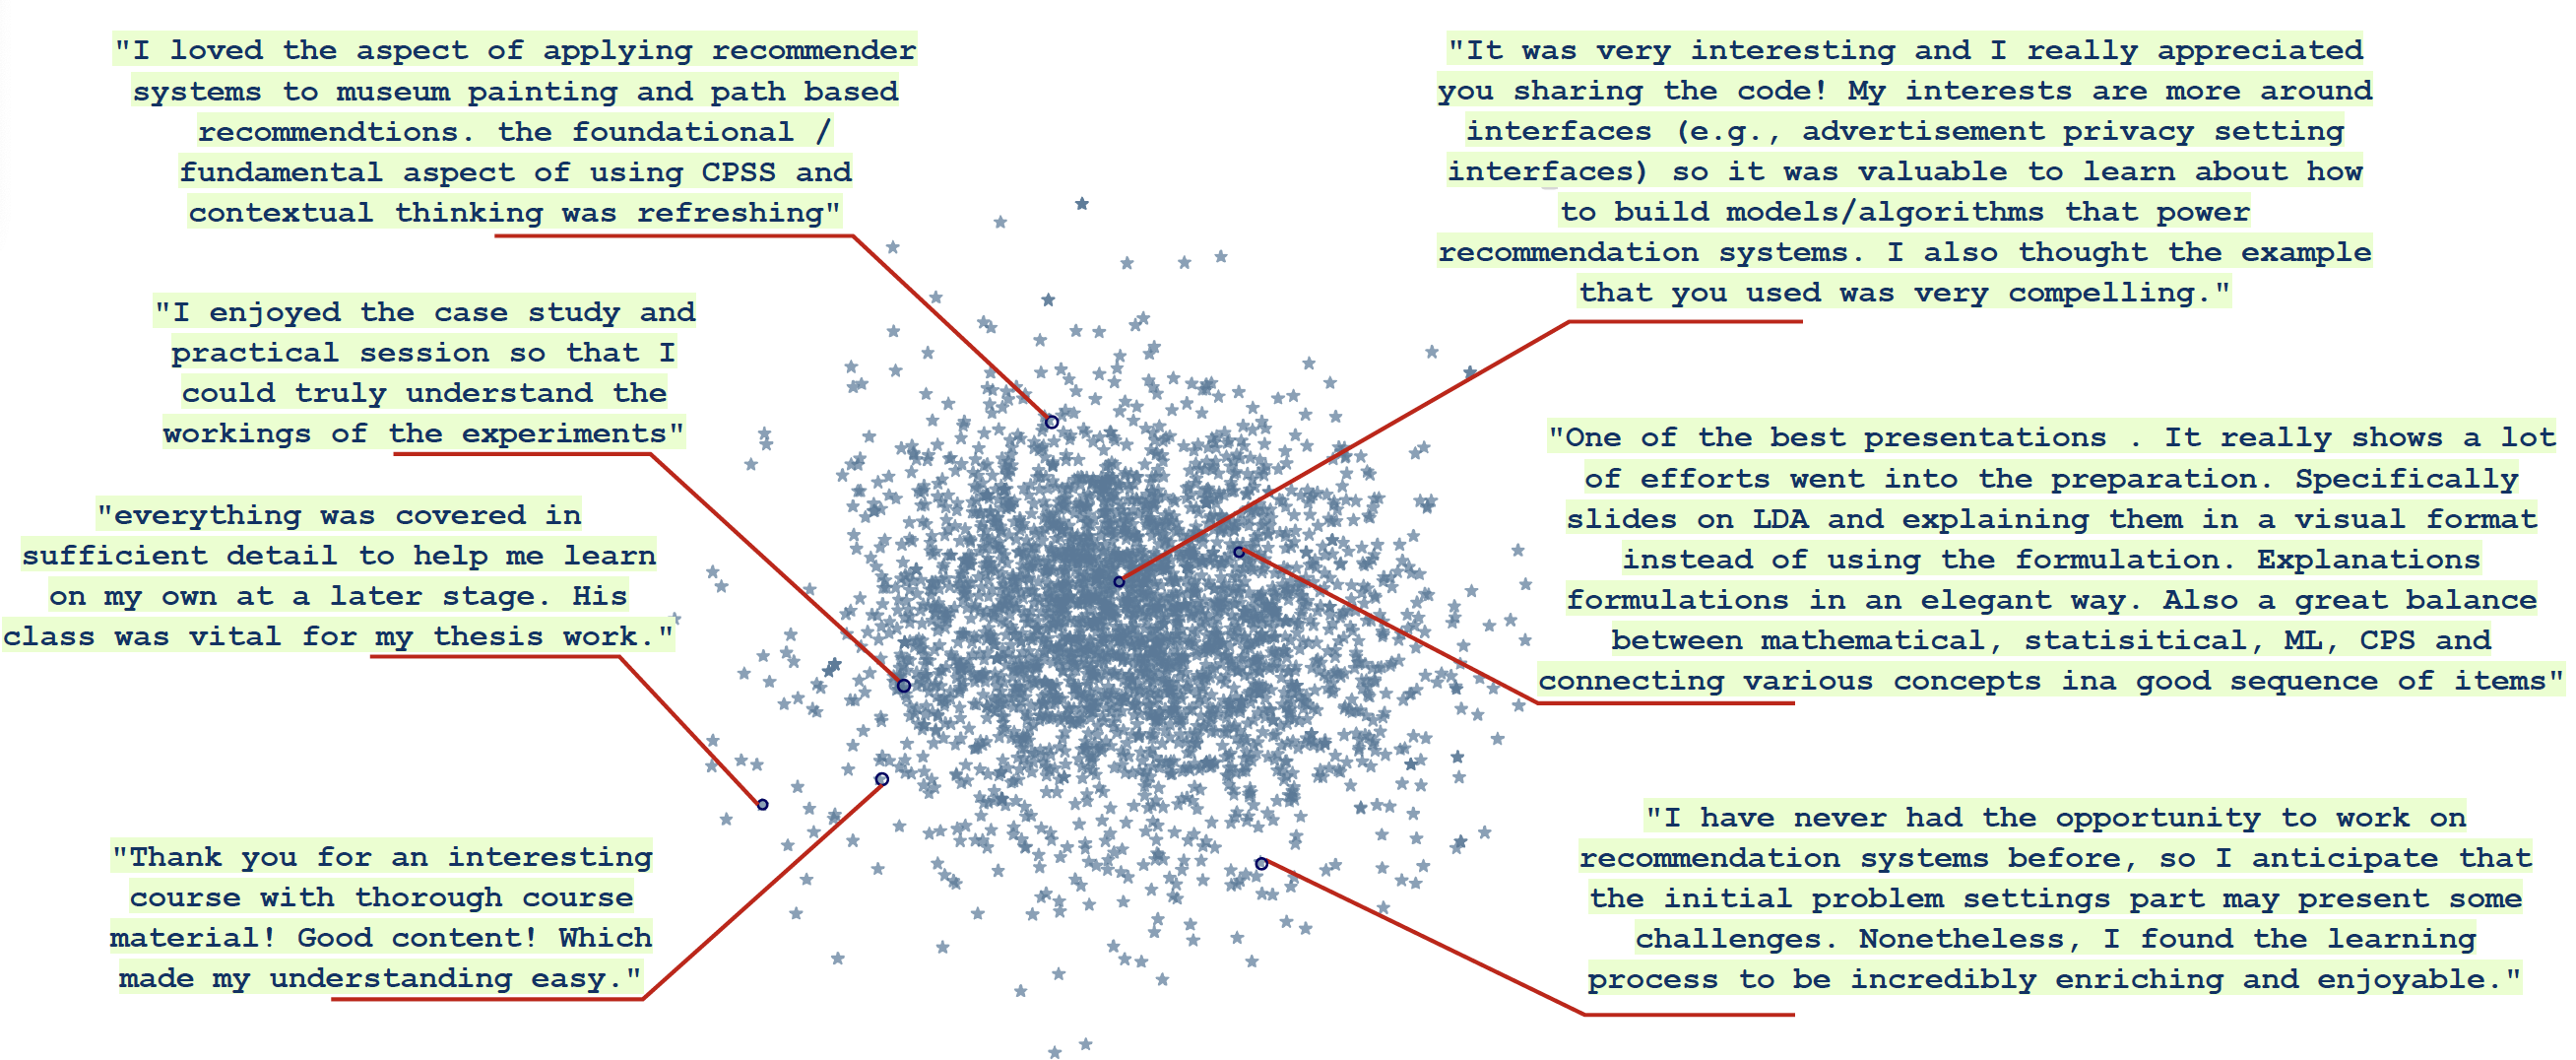 "I loved the aspect of applying recommender
systems to museum painting and path based
recommendtions. the foundational /
fundamental aspect of using CPSS and
contextual thinking was refreshing"
"I enjoyed the case study and
practical session so that I
could truly understand the
workings of the experiments"
"everything was covered in
sufficient detail to help me learn
on my own at a later stage. His
class was vital for my thesis work."
"Thank you for an interesting
course with thorough course
material! Good content! Which
made my understanding easy."
"It was very interesting and I really appreciated
you sharing the code! My interests are more around
interfaces (e.g., advertisement privacy setting
interfaces) so it was valuable to learn about how
to build models/algorithms that power
recommendation systems. I also thought the example
that you used was very compelling."
"One of the best presentations . It really shows a lot
of efforts went into the preparation. Specifically
slides on LDA and explaining them in a visual format
instead of using the formulation. Explanations
formulations in an elegant way. Also a great balance
between mathematical, statisitical, ML, CPS and
connecting various concepts ina good sequence of items"
"I have never had the opportunity to work on
recommendation systems before, so I anticipate that
the initial problem settings part may present some
challenges. Nonetheless, I found the learning
process to be incredibly enriching and enjoyable."